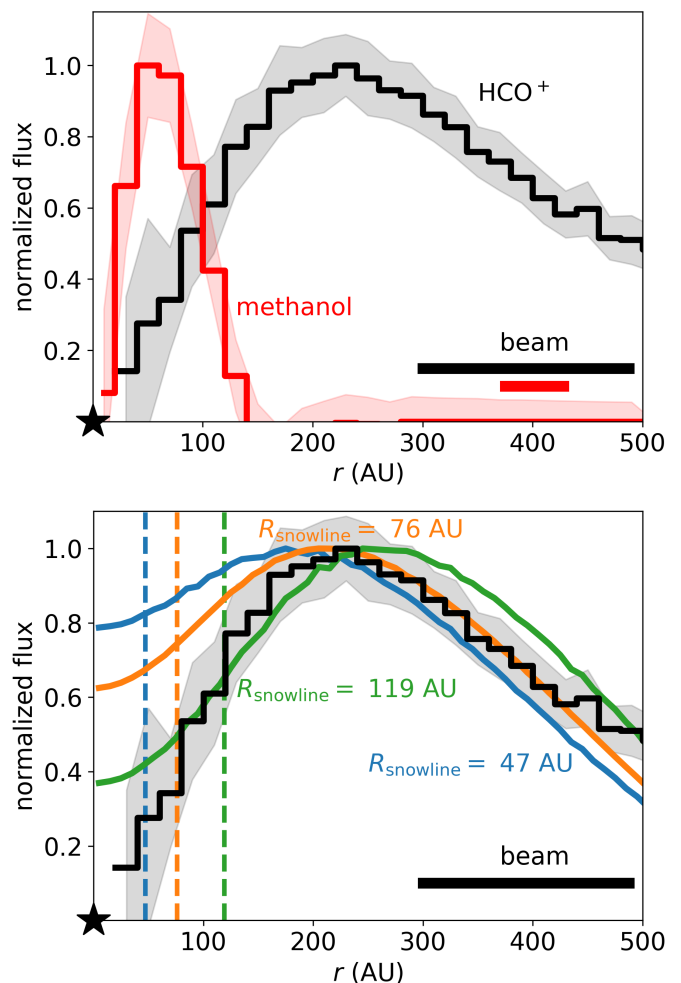 1.0
0.8
0.6
0.4
0.2
normalized flux
HCO⁺
methanol
beam
100 200 300 400 500
r (AU)
1.0
0.8
0.6
0.4
0.2
normalized flux
R_snowline = 76 AU
R_snowline = 119 AU
R_snowline = 47 AU
beam
100 200 300 400 500
r (AU)